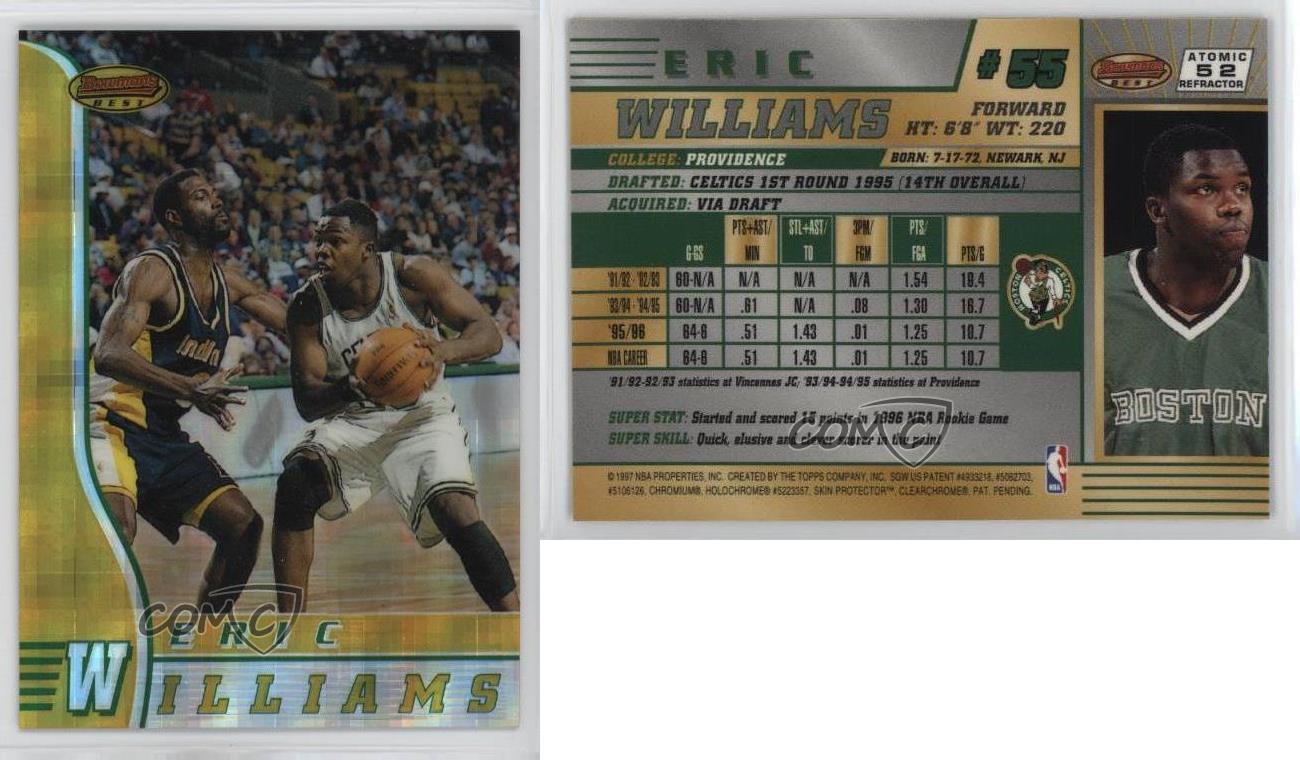 Bowman's
BEST
India
CE
COMC
ERIC
WILLIAMS
ERIC
# 55
WILLIAMS
FORWARD
HT: 6'8" WT: 220
COLLEGE: PROVIDENCE
BORN: 7-17-72, NEWARK, NJ
DRAFTED: CELTICS 1ST ROUND 1995 (14TH OVERALL)
ACQUIRED: VIA DRAFT
G-GS PTS+AST/MIN STL+AST/TO 3PM/FGM PTS/FGA PTS/G
'91/92 - '92/93 60-N/A N/A N/A N/A 1.54 18.4
'93/94 - '94/95 60-N/A .61 N/A .08 1.30 16.7
'95/96 64-6 .51 1.43 .01 1.25 10.7
NBA CAREER 64-6 .51 1.43 .01 1.25 10.7
'91/92-92/93 statistics at Vincennes JC, '93/94-94/95 statistics at Providence
SUPER STAT: Started and scored 15 points in 1996 NBA Rookie Game
SUPER SKILL: Quick, elusive and clever scorer in the paint
COMC
© 1997 NBA PROPERTIES, INC. CREATED BY THE TOPPS COMPANY, INC. SGW US PATENT #4933218, #5082703,
#5106126, CHROMIUM®, HOLOCHROME® #5223357, SKIN PROTECTOR™, CLEARCHROME®, PAT. PENDING.
NBA
BOSTON
CELTICS
Bowman's
BEST
ATOMIC
52
REFRACTOR
BOSTON